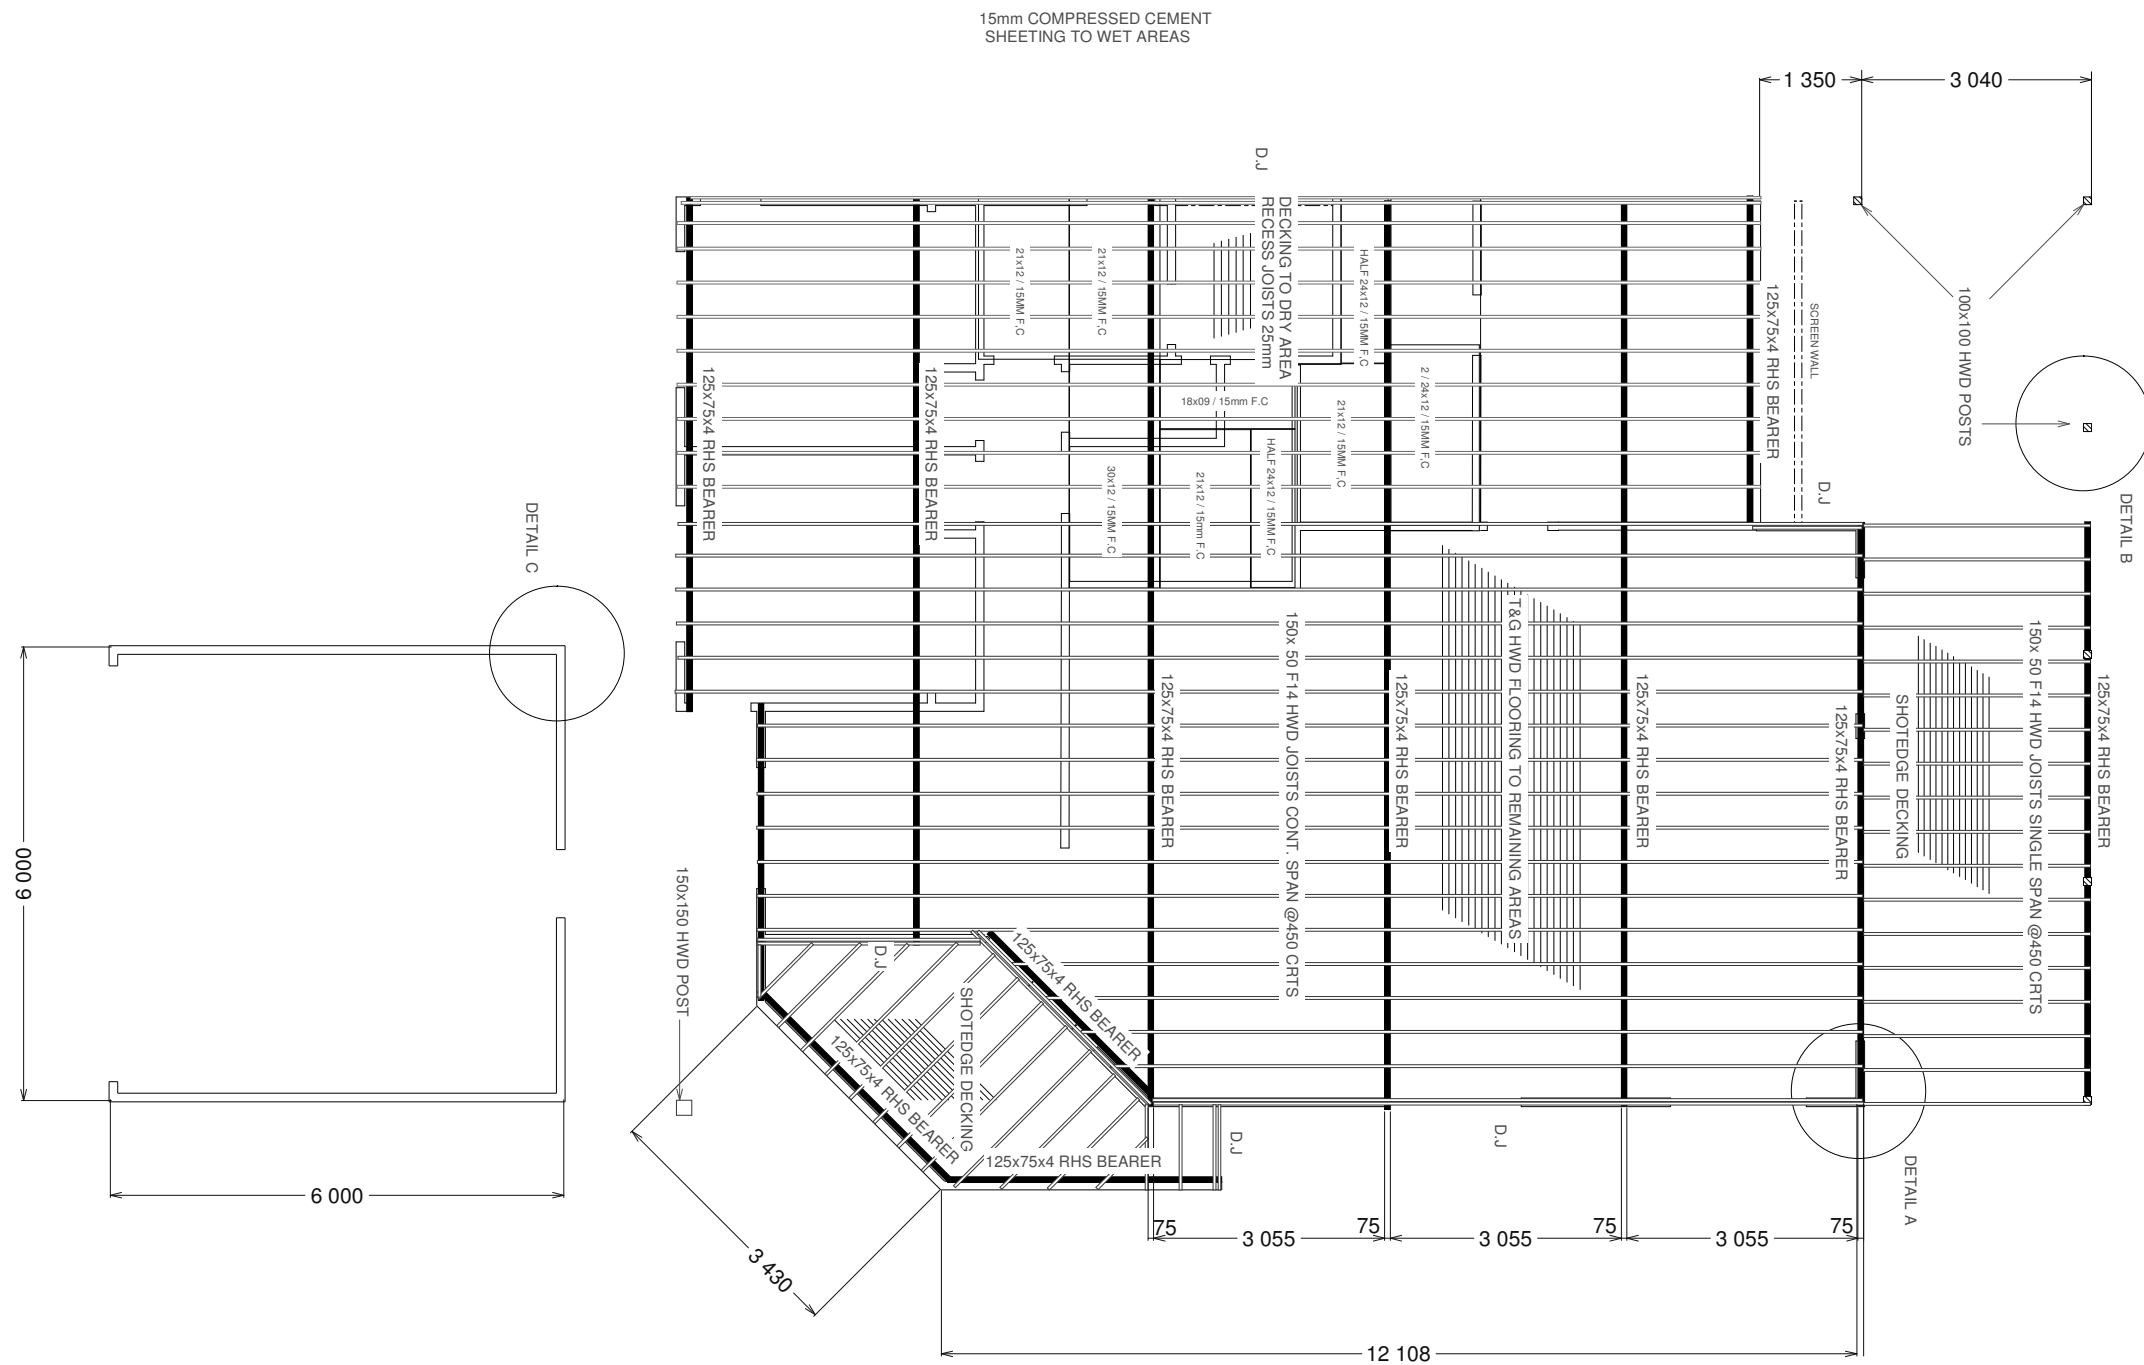 15mm COMPRESSED CEMENT
SHEETING TO WET AREAS
1 350
3 040
D.J
DECKING TO DRY AREA
RECESS JOISTS 25mm
21x12 / 15MM F,C
21x12 / 15MM F,C
HALF 24x12 / 15MM F,C
125x75x4 RHS BEARER
SCREEN WALL
100x100 HWD POSTS
125x75x4 RHS BEARER
125x75x4 RHS BEARER
18x09 / 15mm F.C
21x12 / 15MM F,C
2 / 24x12 / 15MM F,C
30x12 / 15MM F.C
21x12 / 15mm F.C
HALF 24x12 / 15MM F,C
D.J
DETAIL B
DETAIL C
150x 50 F14 HWD JOISTS CONT. SPAN @450 CRTS
T&G HWD FLOORING TO REMAINING AREAS
150x 50 F14 HWD JOISTS SINGLE SPAN @450 CRTS
125x75x4 RHS BEARER
125x75x4 RHS BEARER
125x75x4 RHS BEARER
125x75x4 RHS BEARER
SHOTEDGE DECKING
125x75x4 RHS BEARER
6 000
150x150 HWD POST
D.J
125x75x4 RHS BEARER
SHOTEDGE DECKING
125x75x4 RHS BEARER
125x75x4 RHS BEARER
D.J
D.J
DETAIL A
6 000
75
3 055
75
3 055
75
3 055
75
3 430
12 108